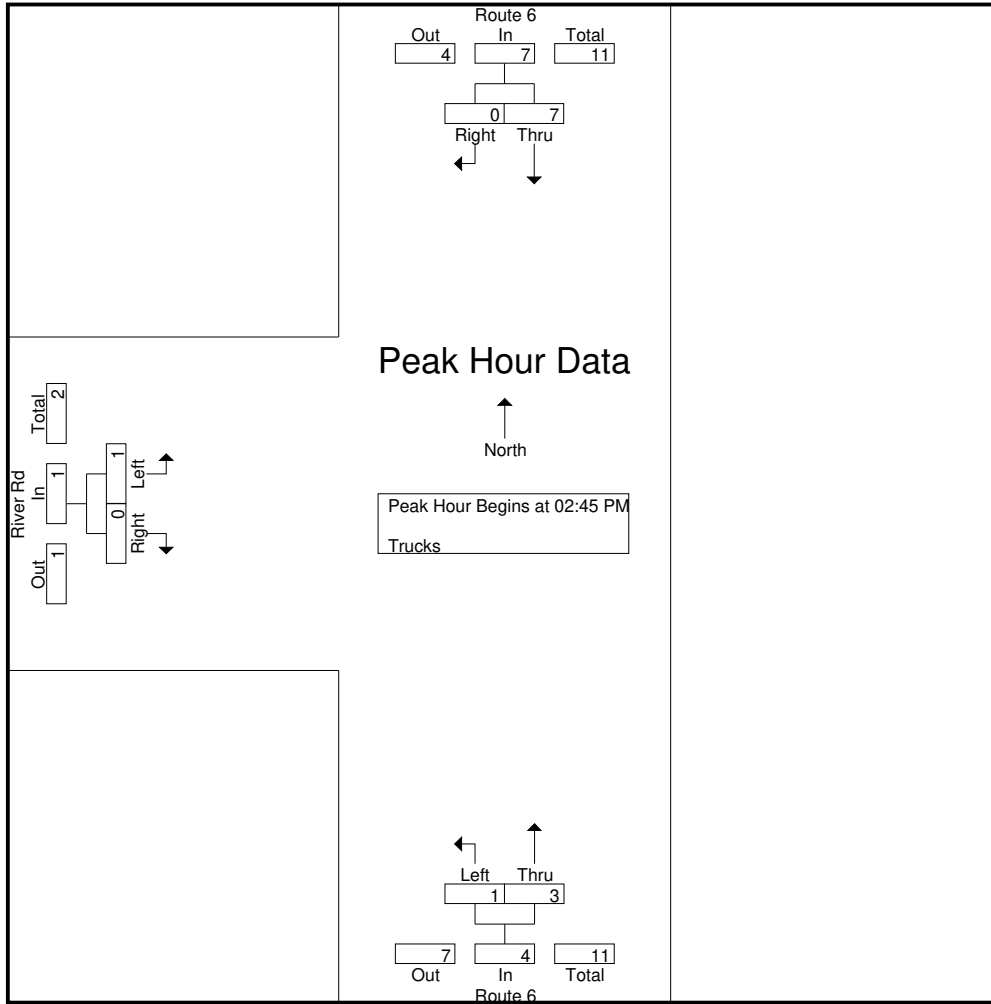 Route 6
Out In Total
4 7 11
0 7
Right Thru
Peak Hour Data
North
Peak Hour Begins at 02:45 PM
Trucks
River Rd
Out In Total
1 1 2
Right Left
0 1
Left Thru
1 3
7 4 11
Out In Total
Route 6